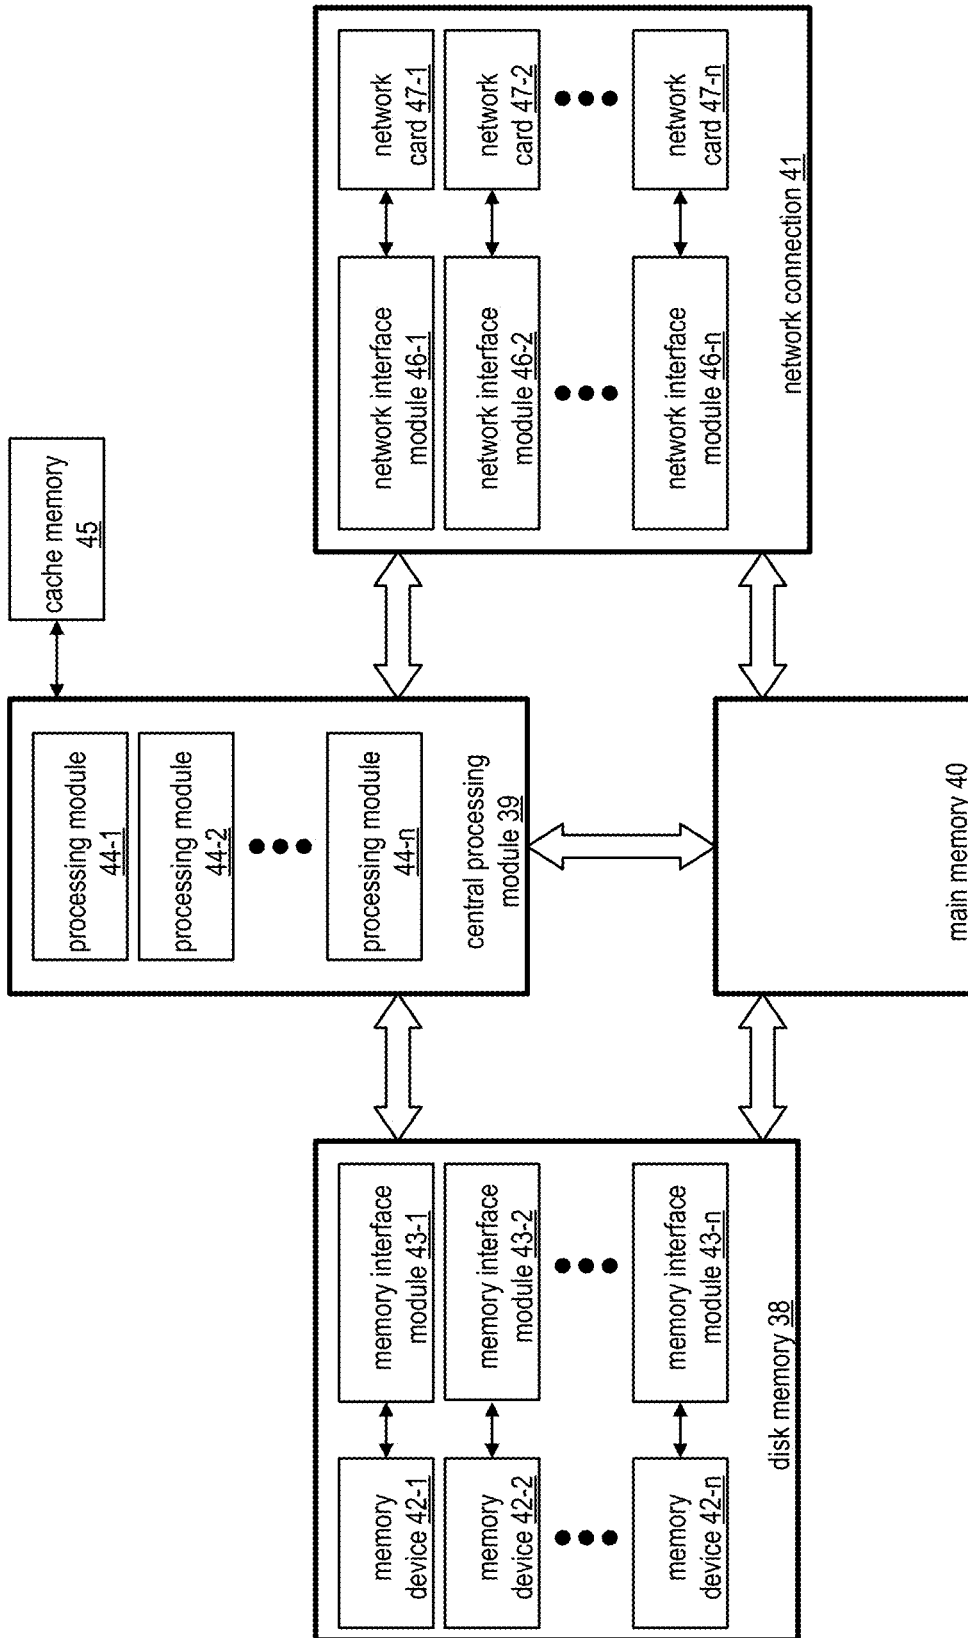 cache memory
45
processing module
44-1
processing module
44-2
processing module
44-n
central processing
module 39
memory
device 42-1
memory interface
module 43-1
memory
device 42-2
memory interface
module 43-2
memory
device 42-n
memory interface
module 43-n
disk memory 38
network interface
module 46-1
network
card 47-1
network interface
module 46-2
network
card 47-2
network interface
module 46-n
network
card 47-n
network connection 41
main memory 40